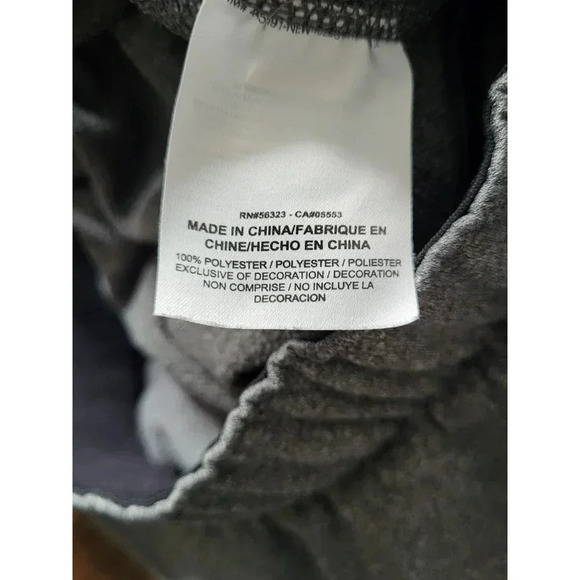 RN#56323 - CA#05553
MADE IN CHINA/FABRIQUE EN
CHINE/HECHO EN CHINA
100% POLYESTER / POLYESTER / POLIESTER
EXCLUSIVE OF DECORATION / DECORATION
NON COMPRISE / NO INCLUYE LA
DECORACION